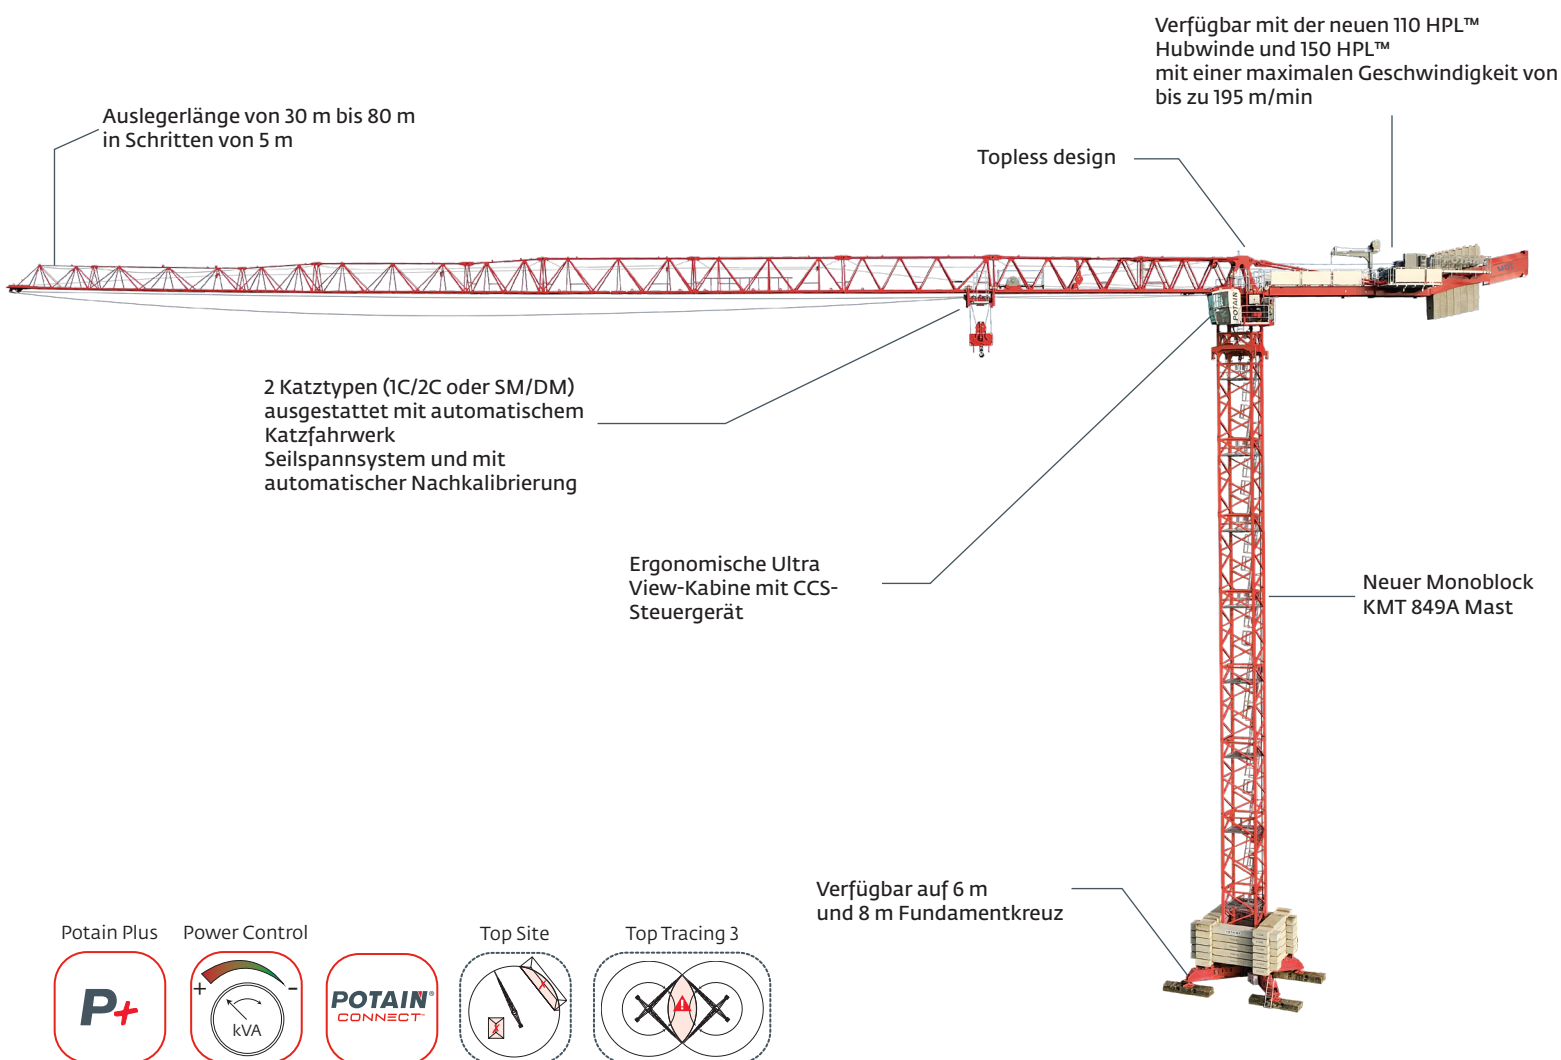 Verfügbar mit der neuen 110 HPL™
Hubwinde und 150 HPL™
mit einer maximalen Geschwindigkeit von
bis zu 195 m/min
Auslegerlänge von 30 m bis 80 m
in Schritten von 5 m
Topless design
POTAIN
2 Katztypen (1C/2C oder SM/DM)
ausgestattet mit automatischem
Katzfahrwerk
Seilspannsystem und mit
automatischer Nachkalibrierung
Ergonomische Ultra
View-Kabine mit CCS-
Steuergerät
Neuer Monoblock
KMT 849A Mast
Verfügbar auf 6 m
und 8 m Fundamentkreuz
Potain Plus
Power Control
Top Site
Top Tracing 3
P+
+ -
kVA
POTAIN®
CONNECT™